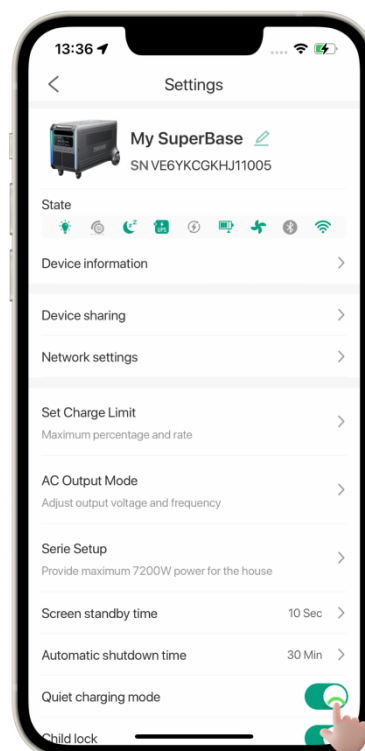 13:36
Settings
My SuperBase
SN VE6YKCGKHJ11005
State
UPS
Device information
Device sharing
Network settings
Set Charge Limit
Maximum percentage and rate
AC Output Mode
Adjust output voltage and frequency
Serie Setup
Provide maximum 7200W power for the house
Screen standby time 10 Sec
Automatic shutdown time 30 Min
Quiet charging mode
Child lock